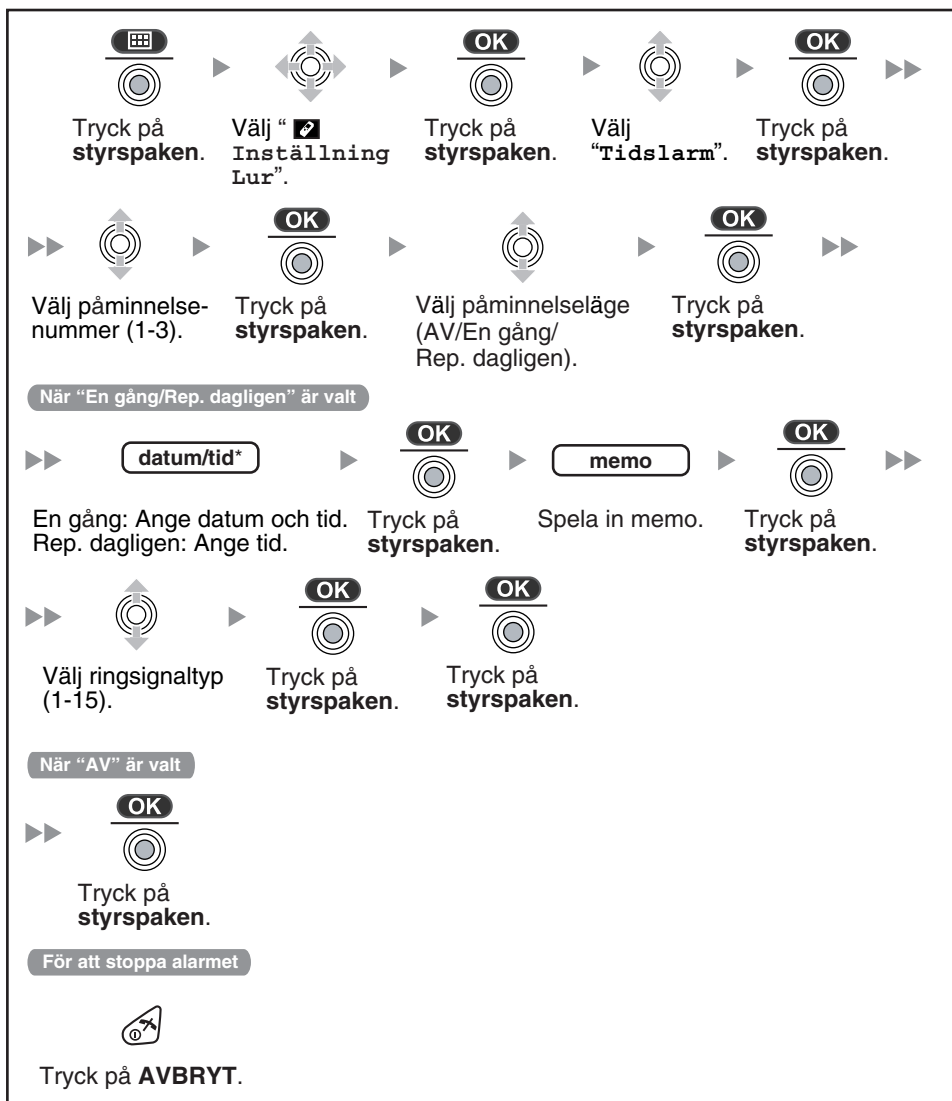 OK OK
Tryck på Välj “ Tryck på Välj Tryck på
styrspaken. Inställning styrspaken. “Tidslarm”. styrspaken.
Lur”.
OK OK
Välj påminnelse- Tryck på Välj påminnelseläge Tryck på
nummer (1-3). styrspaken. (AV/En gång/ styrspaken.
Rep. dagligen).
När “En gång/Rep. dagligen” är valt
OK OK
datum/tid* memo
En gång: Ange datum och tid. Tryck på Spela in memo. Tryck på
Rep. dagligen: Ange tid. styrspaken. styrspaken.
OK OK
Välj ringsignaltyp Tryck på Tryck på
(1-15). styrspaken. styrspaken.
När “AV” är valt
OK
Tryck på
styrspaken.
För att stoppa alarmet
Tryck på AVBRYT.